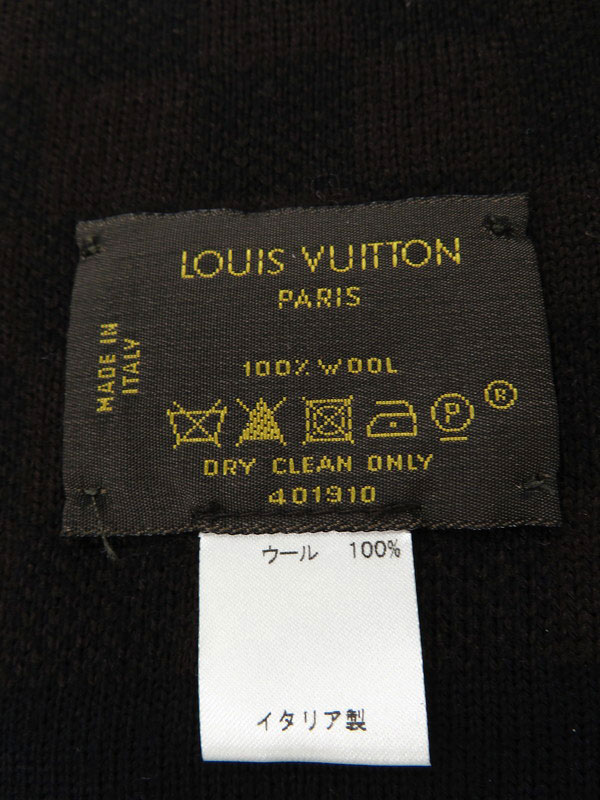 LOUIS VUITTON
PARIS
MADE IN
ITALY
100% WOOL
P
®
DRY CLEAN ONLY
401910
ウール 100%
イタリア製